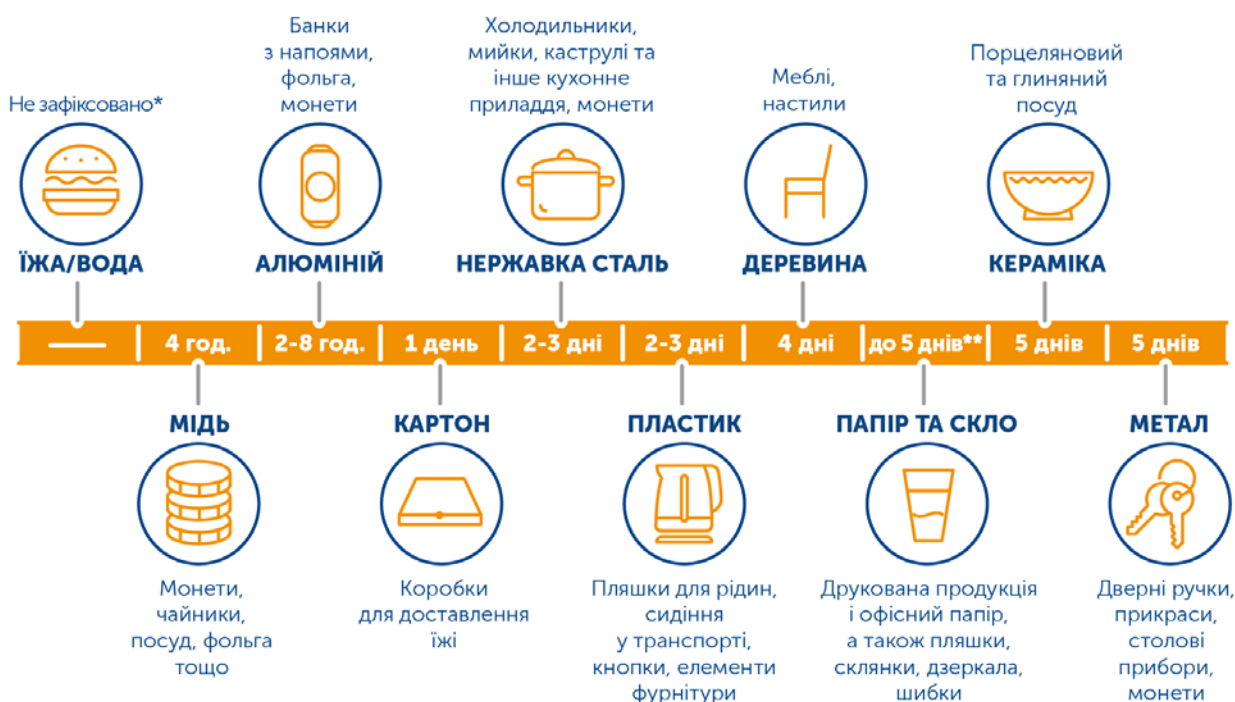 Не зафіксовано*
ЇЖА/ВОДА
Банки
з напоями,
фольга,
монети
АЛЮМІНІЙ
Холодильники,
мийки, каструлі та
інше кухонне
приладдя, монети
НЕРЖАВКА СТАЛЬ
Меблі,
настили
ДЕРЕВИНА
Порцеляновий
та глиняний
посуд
КЕРАМІКА
— 4 год. 2-8 год. 1 день 2-3 дні 2-3 дні 4 дні до 5 днів** 5 днів 5 днів
МІДЬ
Монети,
чайники,
посуд, фольга
тощо
КАРТОН
Коробки
для доставлення
їжі
ПЛАСТИК
Пляшки для рідин,
сидіння
у транспорті,
кнопки, елементи
фурнітури
ПАПІР ТА СКЛО
Друкована продукція
і офісний папір,
а також пляшки,
склянки, дзеркала,
шибки
МЕТАЛ
Дверні ручки,
прикраси,
столові
прибори,
монети